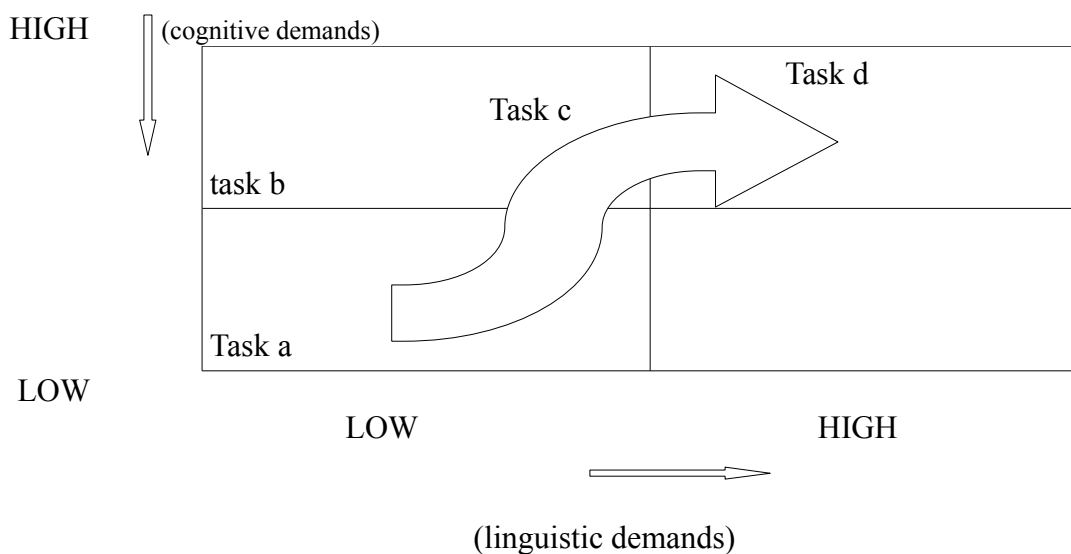 HIGH
(cognitive demands)
Task d
Task c
task b
Task a
LOW
LOW
HIGH
(linguistic demands)